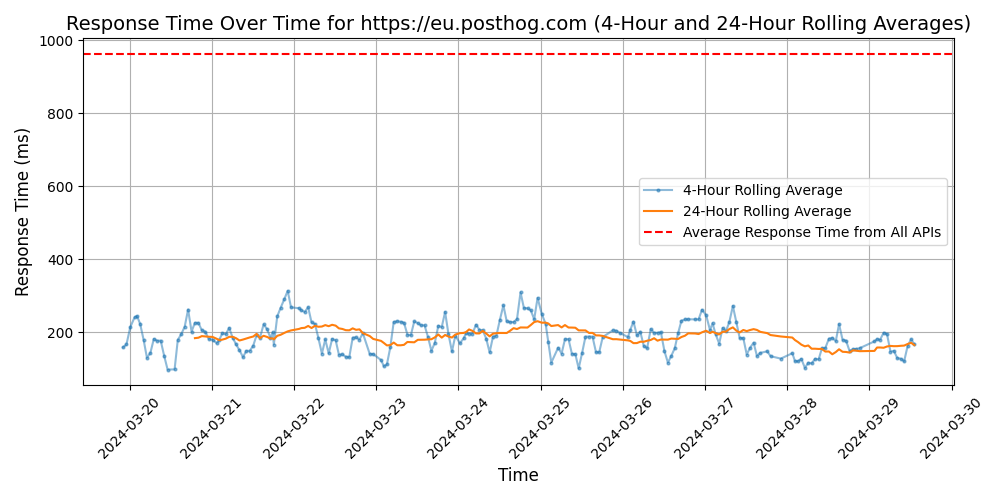 Response Time Over Time for https://eu.posthog.com (4-Hour and 24-Hour Rolling Averages)
Response Time (ms)
1000
800
600
400
200
4-Hour Rolling Average
24-Hour Rolling Average
Average Response Time from All APIs
2024-03-20
2024-03-21
2024-03-22
2024-03-23
2024-03-24
2024-03-25
2024-03-26
2024-03-27
2024-03-28
2024-03-29
2024-03-30
Time